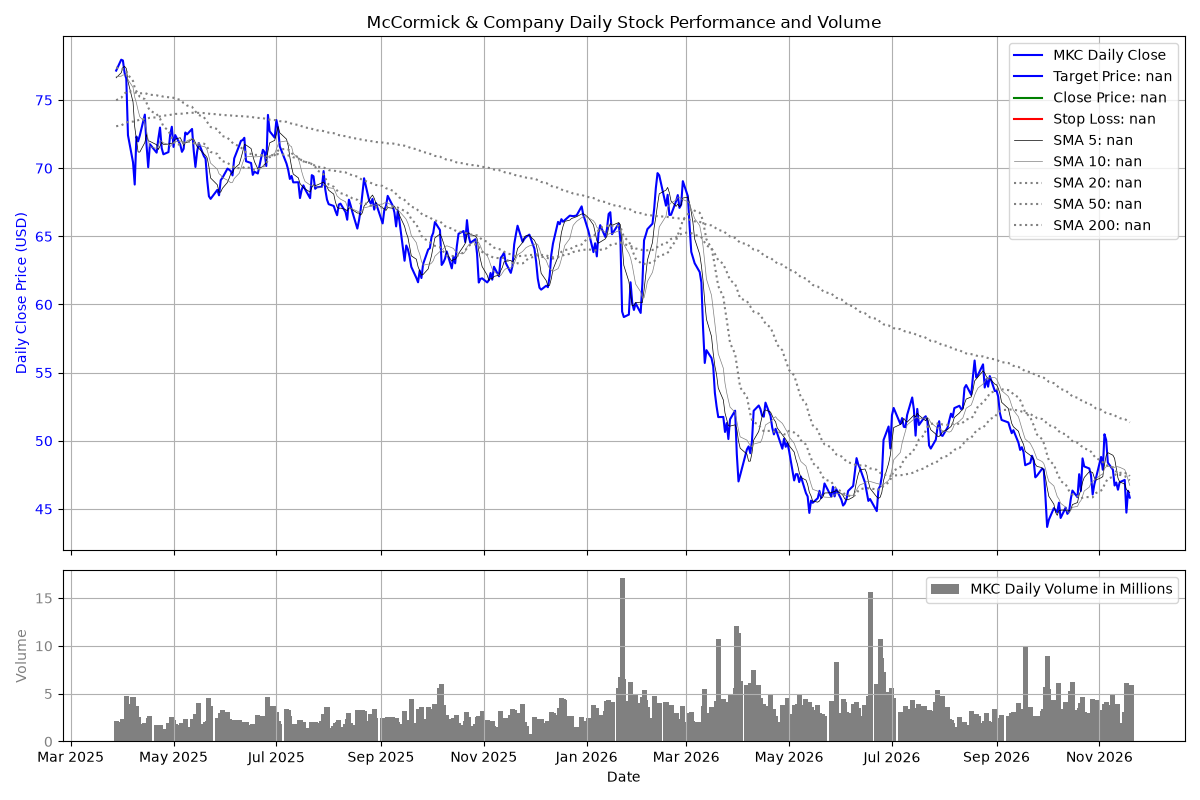 McCormick & Company Daily Stock Performance and Volume
Daily Close Price (USD)
75
70
65
60
55
50
45
MKC Daily Close
Target Price: nan
Close Price: nan
Stop Loss: nan
SMA 5: nan
SMA 10: nan
SMA 20: nan
SMA 50: nan
SMA 200: nan
Volume
15
10
5
0
MKC Daily Volume in Millions
Mar 2025 May 2025 Jul 2025 Sep 2025 Nov 2025 Jan 2026 Mar 2026 May 2026 Jul 2026 Sep 2026 Nov 2026
Date